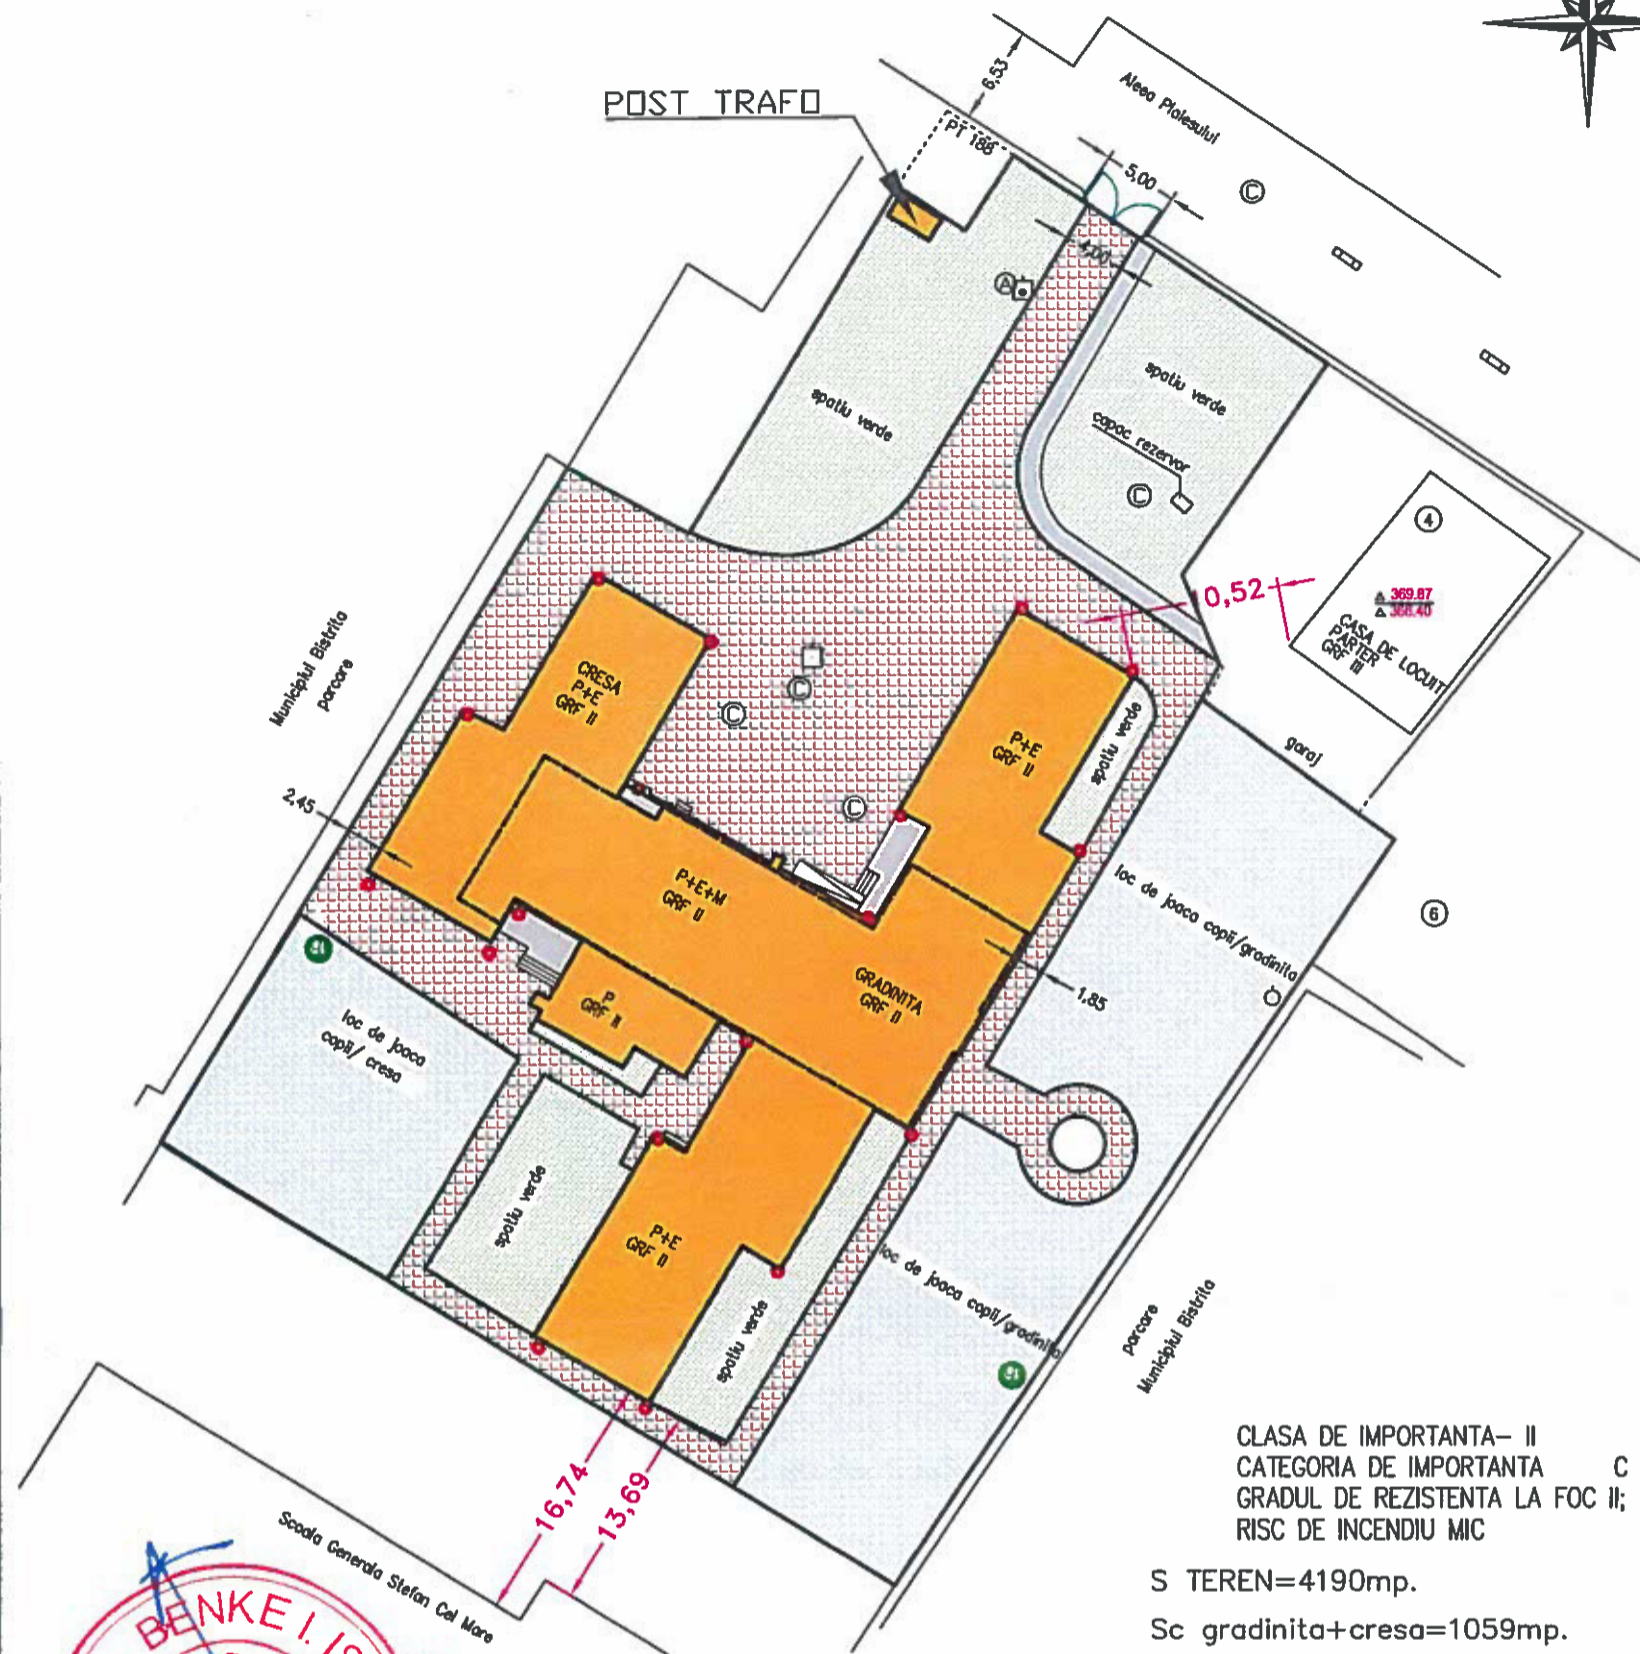 6,53
Aleea Plaiesului
POST TRAFO
PT 188
5,00
C
4,00
A
spatiu verde
spatiu verde
capac rezervor
C
4
10,52
369.87
368.40
CASA DE LOCUIT
PARTER
GRF III
Municipiul Bistrita
parcare
CRESA
P+E
GRF II
C
C
P+E
GRF II
spatiu verde
garaj
2,45
C
P+E+M
GRF II
loc de joaca copii/gradinita
6
GRADINITA
GRF II
1,85
P
GRF II
loc de joaca
copii/ cresa
spatiu verde
P+E
GRF II
loc de joaca copii/gradinita
spatiu verde
parcare
Municipiul Bistrita
16,74
13,69
Scoala Generala Stefan Cel Mare
CLASA DE IMPORTANTA– II
CATEGORIA DE IMPORTANTA C
GRADUL DE REZISTENTA LA FOC II;
RISC DE INCENDIU MIC
S TEREN=4190mp.
Sc gradinita+cresa=1059mp.
BENKE I.